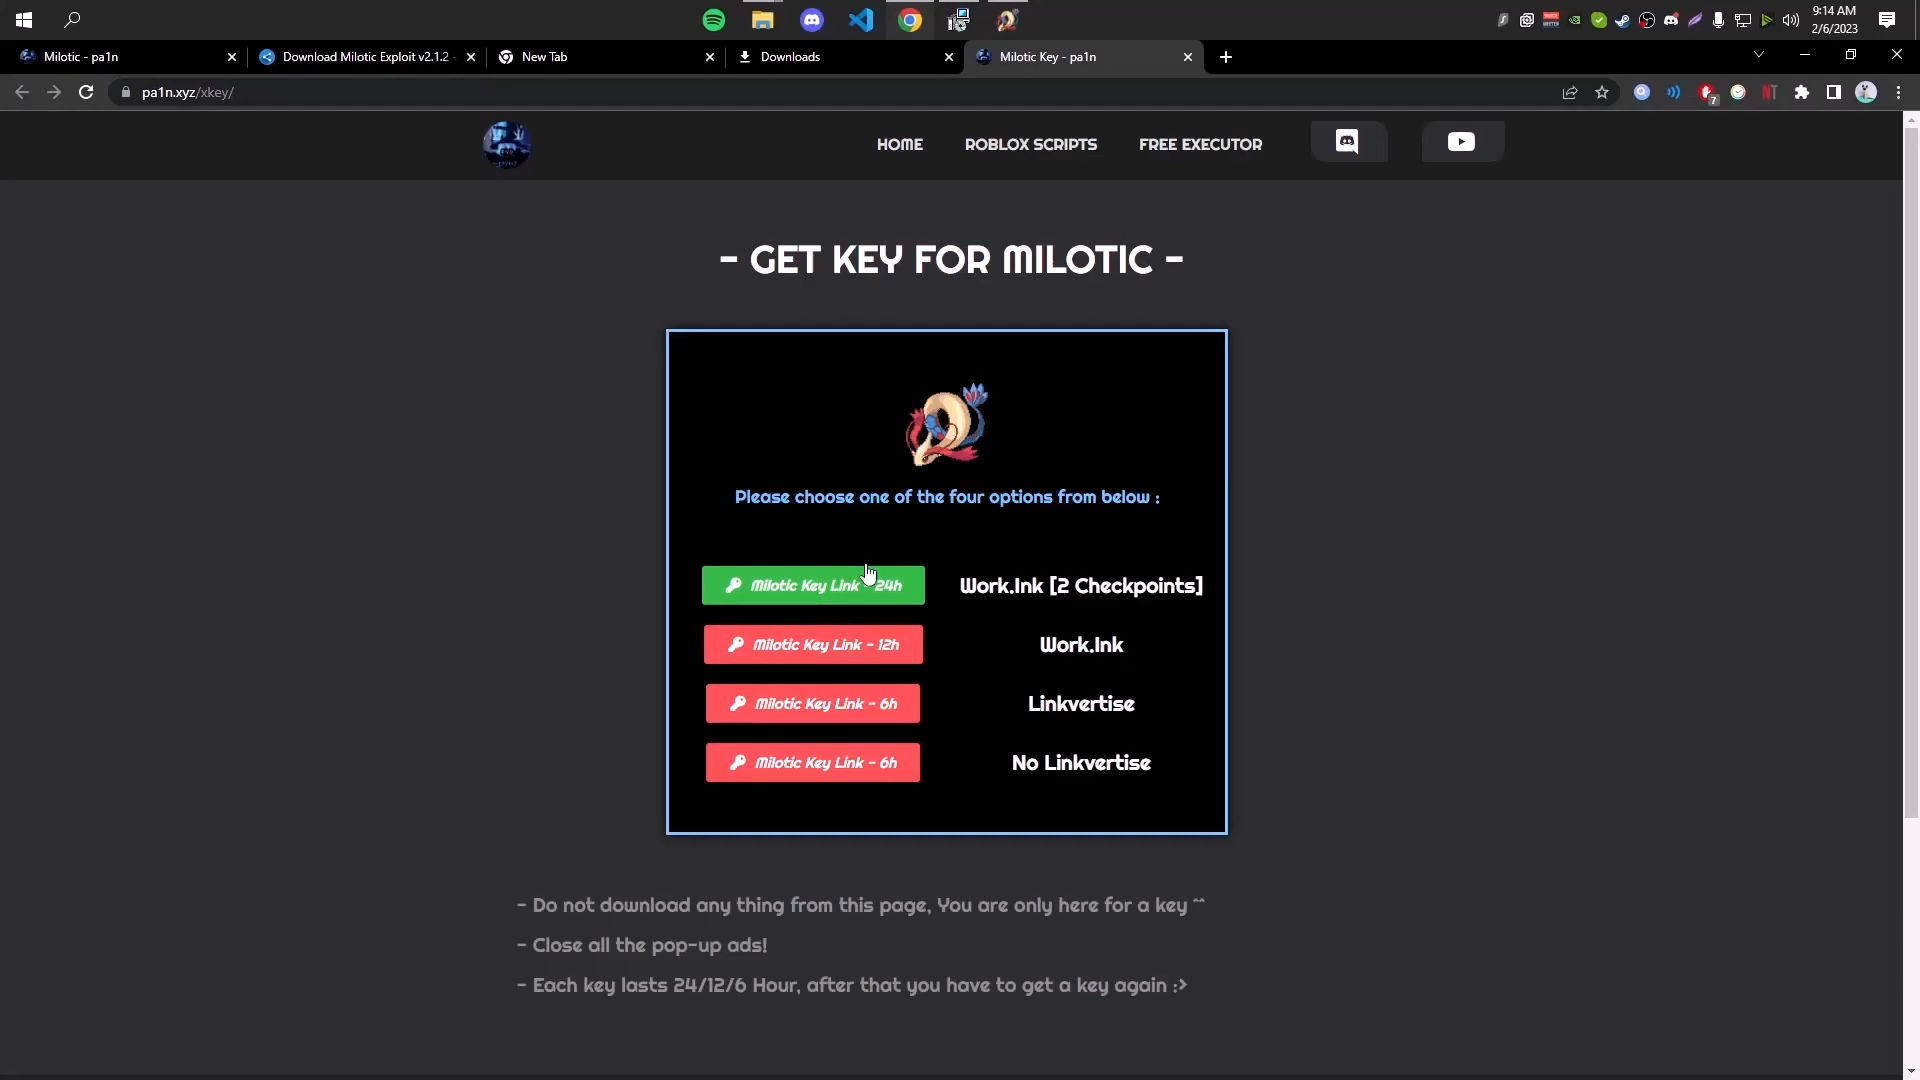 9:14 AM
2/6/2023
Milotic - pa1n
Download Milotic Exploit v2.1.2 -
New Tab
Downloads
Milotic Key - pa1n
pa1n.xyz/xkey/
7
HOME
ROBLOX SCRIPTS
FREE EXECUTOR
- GET KEY FOR MILOTIC -
Please choose one of the four options from below :
Milotic Key Link - 24h
Work.Ink [2 Checkpoints]
Milotic Key Link - 12h
Work.Ink
Milotic Key Link - 6h
Linkvertise
Milotic Key Link - 6h
No Linkvertise
- Do not download any thing from this page, You are only here for a key ^^
- Close all the pop-up ads!
- Each key lasts 24/12/6 Hour, after that you have to get a key again :>